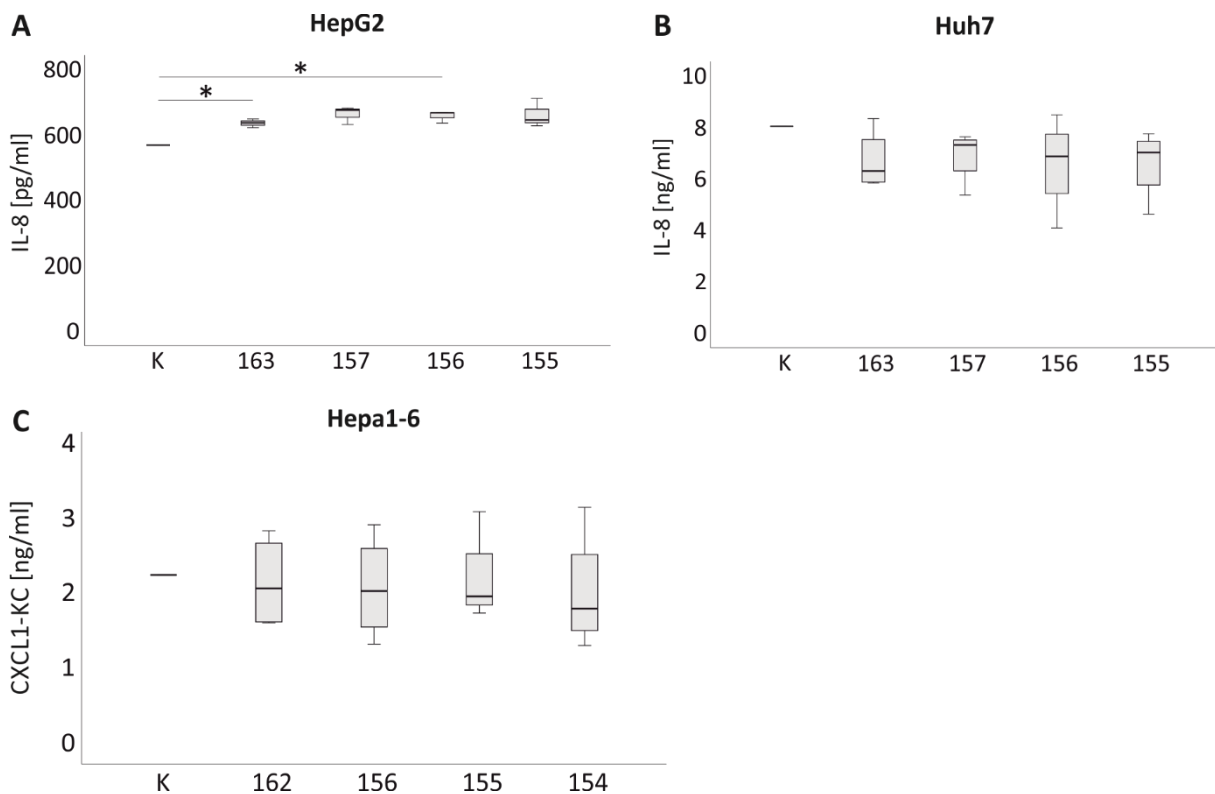 A
HepG2
IL-8 [pg/ml]
800
600
400
200
0
*
*
K 163 157 156 155
B
Huh7
IL-8 [ng/ml]
10
8
6
4
2
0
K 163 157 156 155
C
Hepa1-6
CXCL1-KC [ng/ml]
4
3
2
1
0
K 162 156 155 154